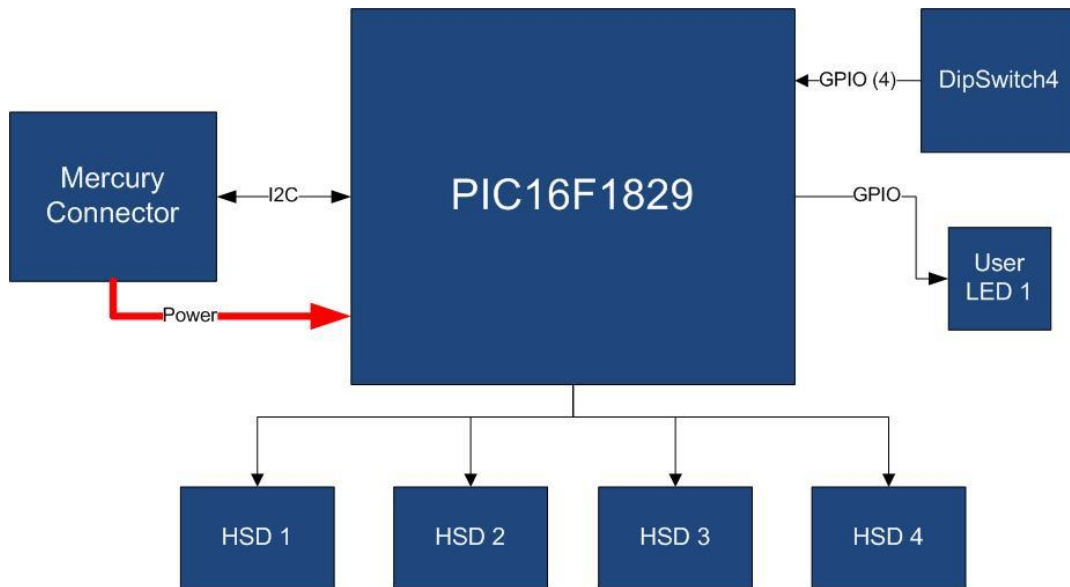 GPIO (4)
DipSwitch4
Mercury
Connector
I2C
PIC16F1829
GPIO
User
LED 1
Power
HSD 1
HSD 2
HSD 3
HSD 4